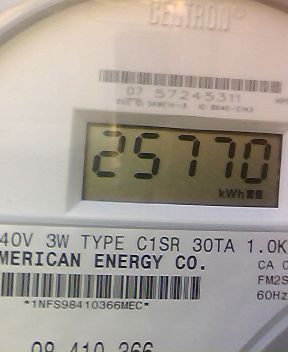 CENTRON®
07 57245311
25770
kWh
40V 3W TYPE C1SR 30TA 1.0K
MERICAN ENERGY CO.
CA 0
FM2S
*1NFS98410366MEC*
60Hz
98 410 366